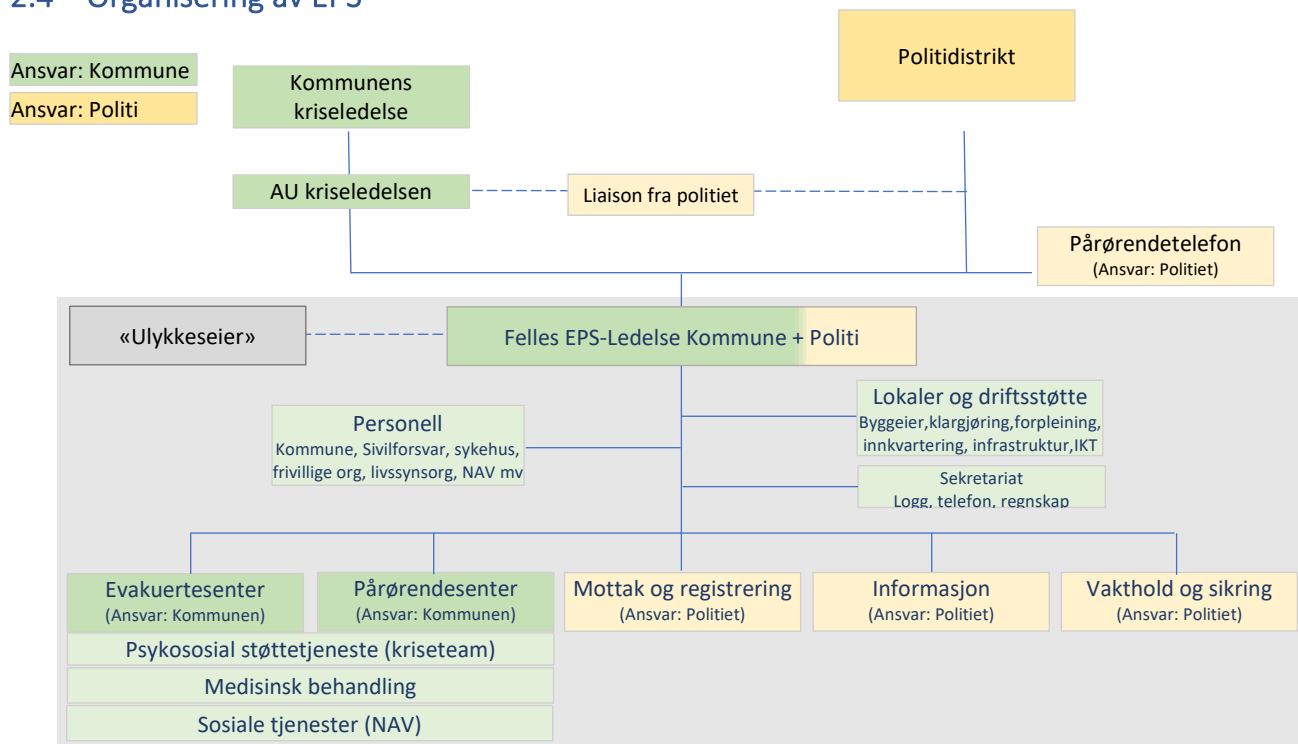 2.4 Organisering av EPS
Ansvar: Kommune
Ansvar: Politi
Kommunens
kriseledelse
Politidistrikt
AU kriseledelsen
Liaison fra politiet
Pårørendetelefon
(Ansvar: Politiet)
«Ulykkeseier»
Felles EPS-Ledelse Kommune + Politi
Personell
Kommune, Sivilforsvar, sykehus,
frivillige org, livssynsorg, NAV mv
Lokaler og driftsstøtte
Byggeier,klargjøring,forpleining,
innkvartering, infrastruktur,IKT
Sekretariat
Logg, telefon, regnskap
Evakuertesenter
(Ansvar: Kommunen)
Pårørendesenter
(Ansvar: Kommunen)
Mottak og registrering
(Ansvar: Politiet)
Informasjon
(Ansvar: Politiet)
Vakthold og sikring
(Ansvar: Politiet)
Psykososial støttetjeneste (kriseteam)
Medisinsk behandling
Sosiale tjenester (NAV)